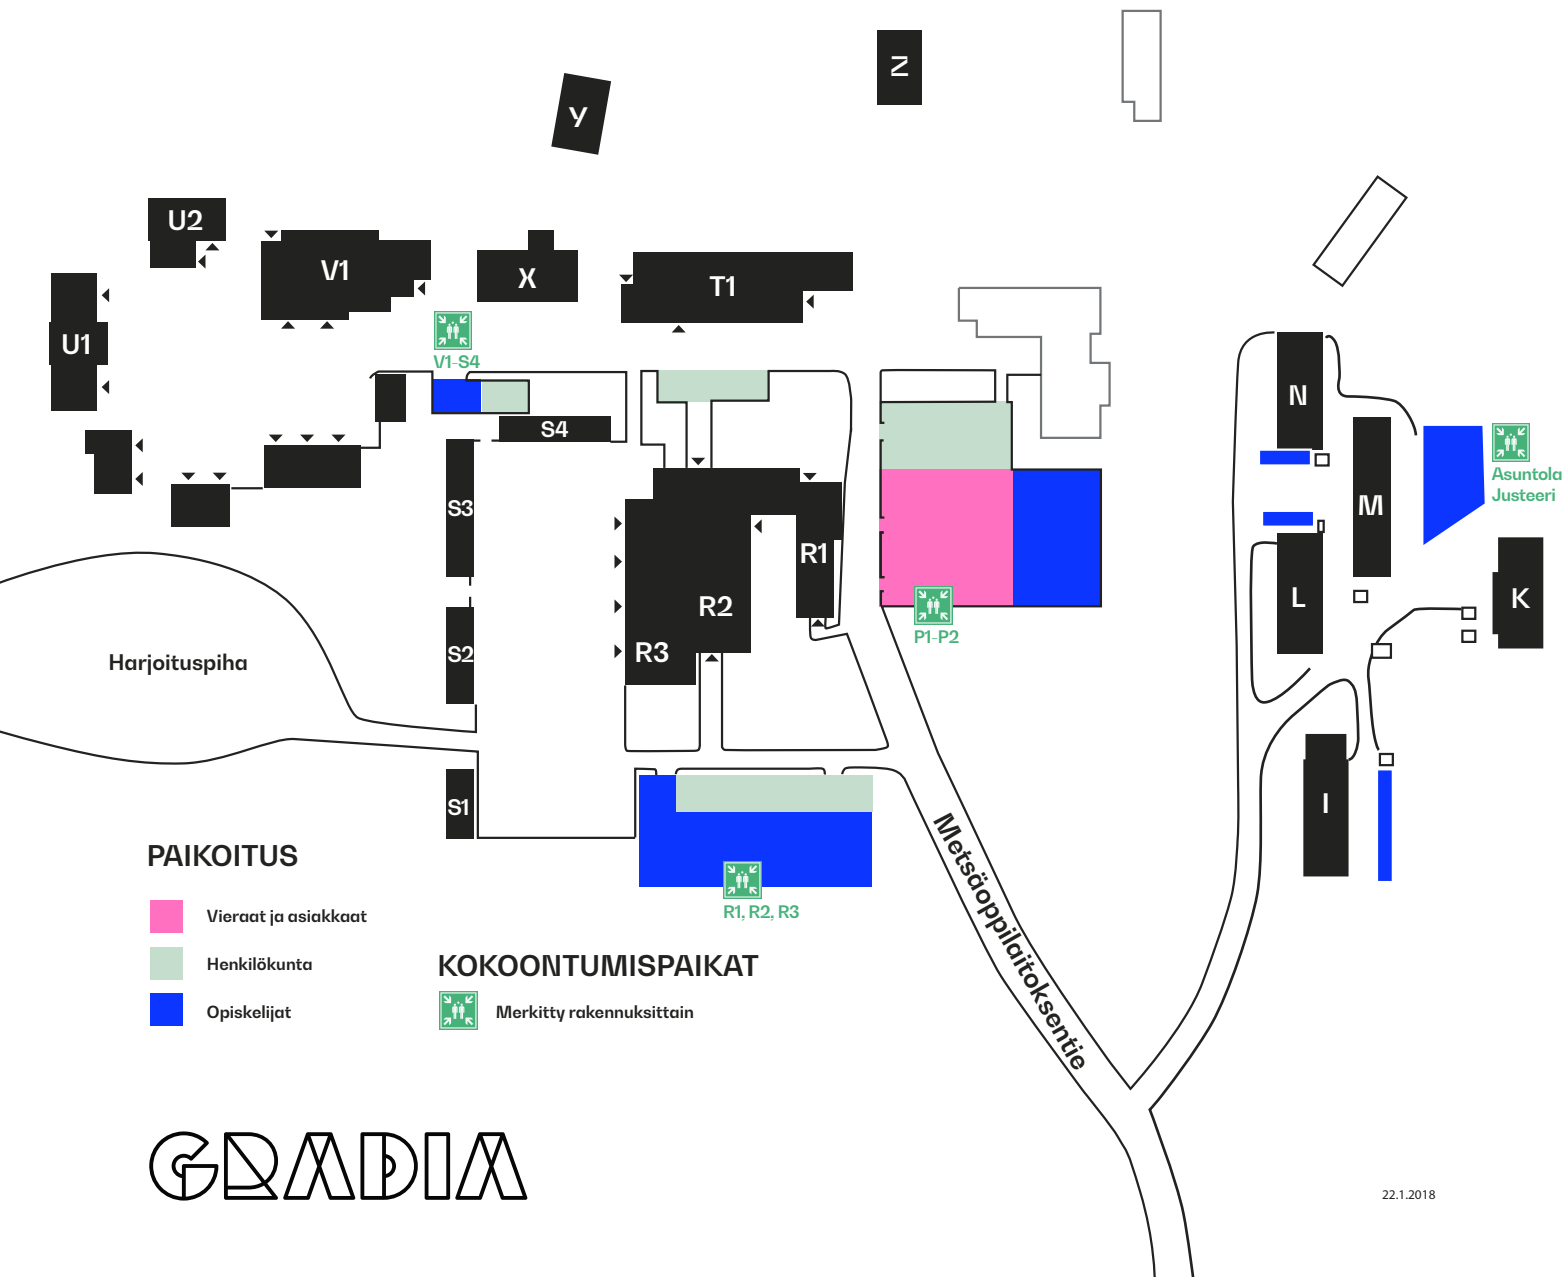 Z
Y
U2
V1
X
T1
U1
V1-S4
N
S4
Asuntola
Justeeri
S3
M
R1
R2
L
K
P1-P2
R3
S2
Harjoituspiha
S1
I
Metsäoppilaitoksentie
R1, R2, R3
PAIKOITUS
Vieraat ja asiakkaat
Henkilökunta
Opiskelijat
KOKOONTUMISPAIKAT
Merkitty rakennuksittain
GRADIA
22.1.2018